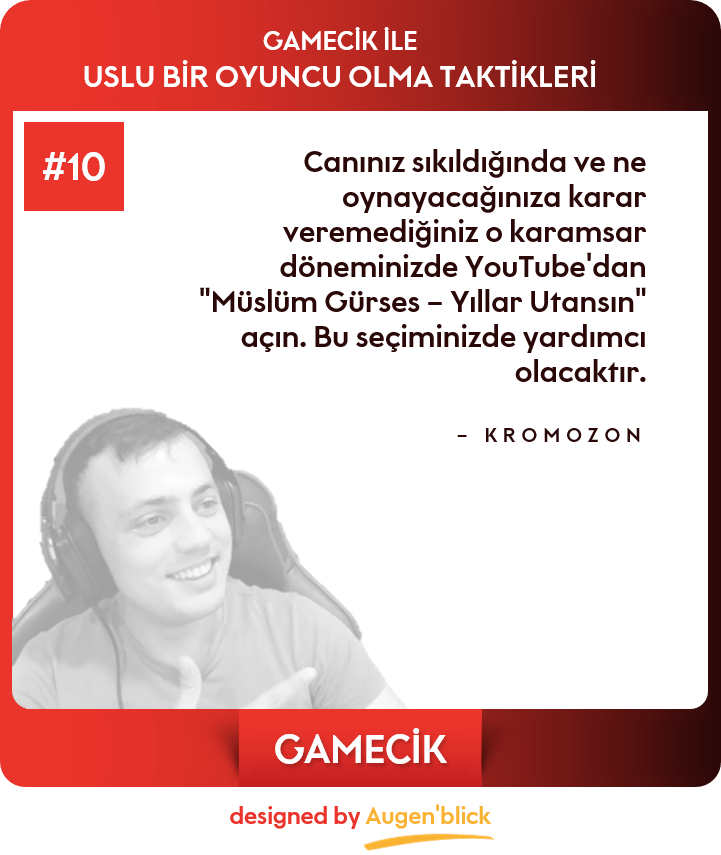 GAMECİK İLE
USLU BİR OYUNCU OLMA TAKTİKLERİ
#10
Canınız sıkıldığında ve ne
oynayacağınıza karar
veremediğiniz o karamsar
döneminizde YouTube'dan
"Müslüm Gürses – Yıllar Utansın"
açın. Bu seçiminizde yardımcı
olacaktır.
– KROMOZON
GAMECİK
designed by Augen'blick